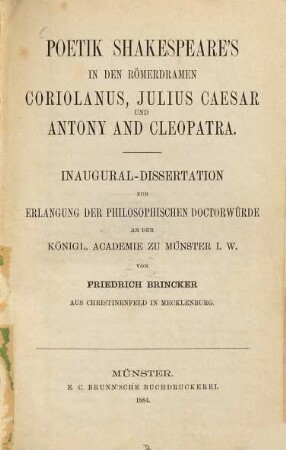 POETIK SHAKESPEARE'S
IN DEN RÖMERDRAMEN
CORIOLANUS, JULIUS CAESAR
UND
ANTONY AND CLEOPATRA.
INAUGURAL-DISSERTATION
ZUR
ERLANGUNG DER PHILOSOPHISCHEN DOCTORWÜRDE
AN DER
KÖNIGL. ACADEMIE ZU MÜNSTER I. W.
VON
FRIEDRICH BRINCKER
AUS CHRISTINENFELD IN MECKLENBURG.
MÜNSTER.
E. C. BRUNN'SCHE BUCHDRUCKEREI.
1884.